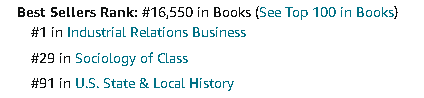 Best Sellers Rank: #16,550 in Books (See Top 100 in Books)
#1 in Industrial Relations Business
#29 in Sociology of Class
#91 in U.S. State & Local History